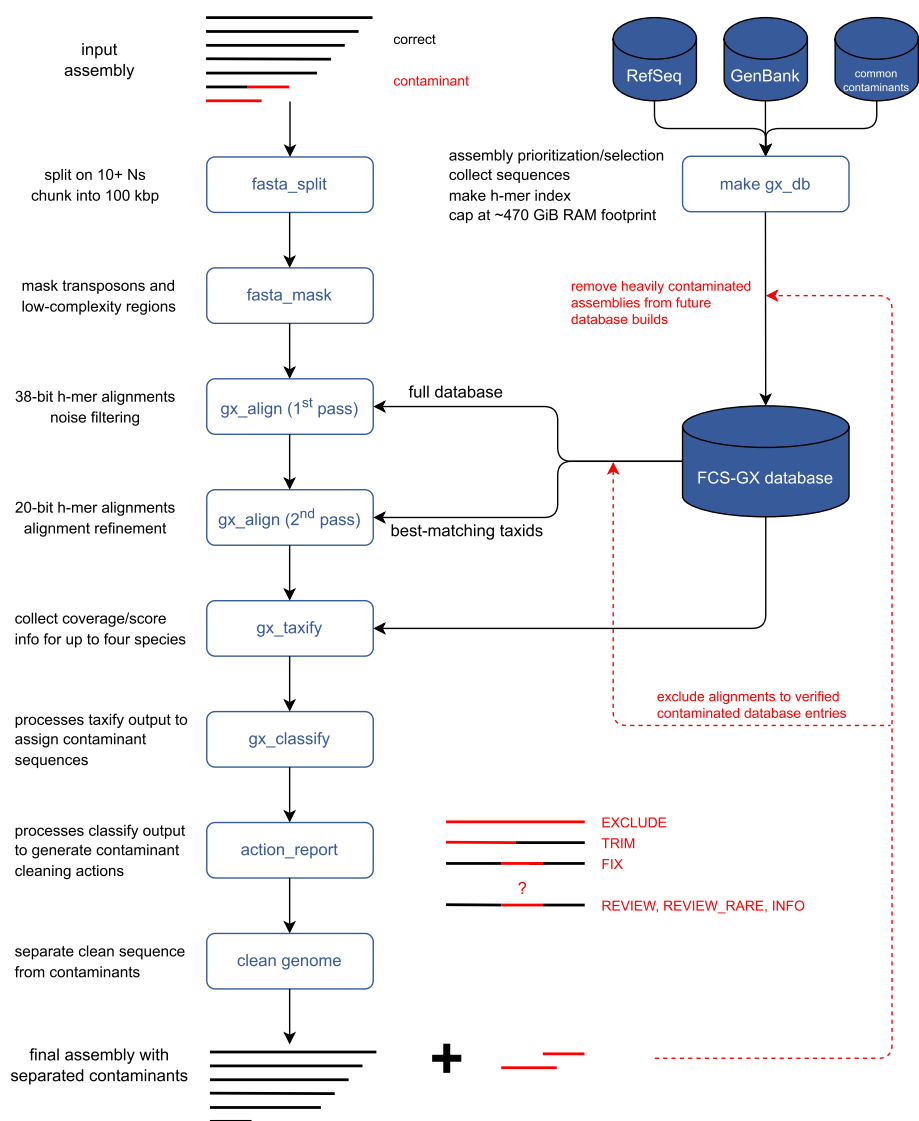 input
assembly
correct
contaminant
RefSeq
GenBank
common
contaminants
split on 10+ Ns
chunk into 100 kbp
fasta_split
assembly prioritization/selection
collect sequences
make h-mer index
cap at ~470 GiB RAM footprint
make gx_db
mask transposons and
low-complexity regions
fasta_mask
remove heavily contaminated
assemblies from future
database builds
38-bit h-mer alignments
noise filtering
gx_align (1st pass)
full database
FCS-GX database
20-bit h-mer alignments
alignment refinement
gx_align (2nd pass)
best-matching taxids
collect coverage/score
info for up to four species
gx_taxify
exclude alignments to verified
contaminated database entries
processes taxify output to
assign contaminant
sequences
gx_classify
processes classify output
to generate contaminant
cleaning actions
action_report
EXCLUDE
TRIM
FIX
?
REVIEW, REVIEW_RARE, INFO
separate clean sequence
from contaminants
clean genome
final assembly with
separated contaminants
+